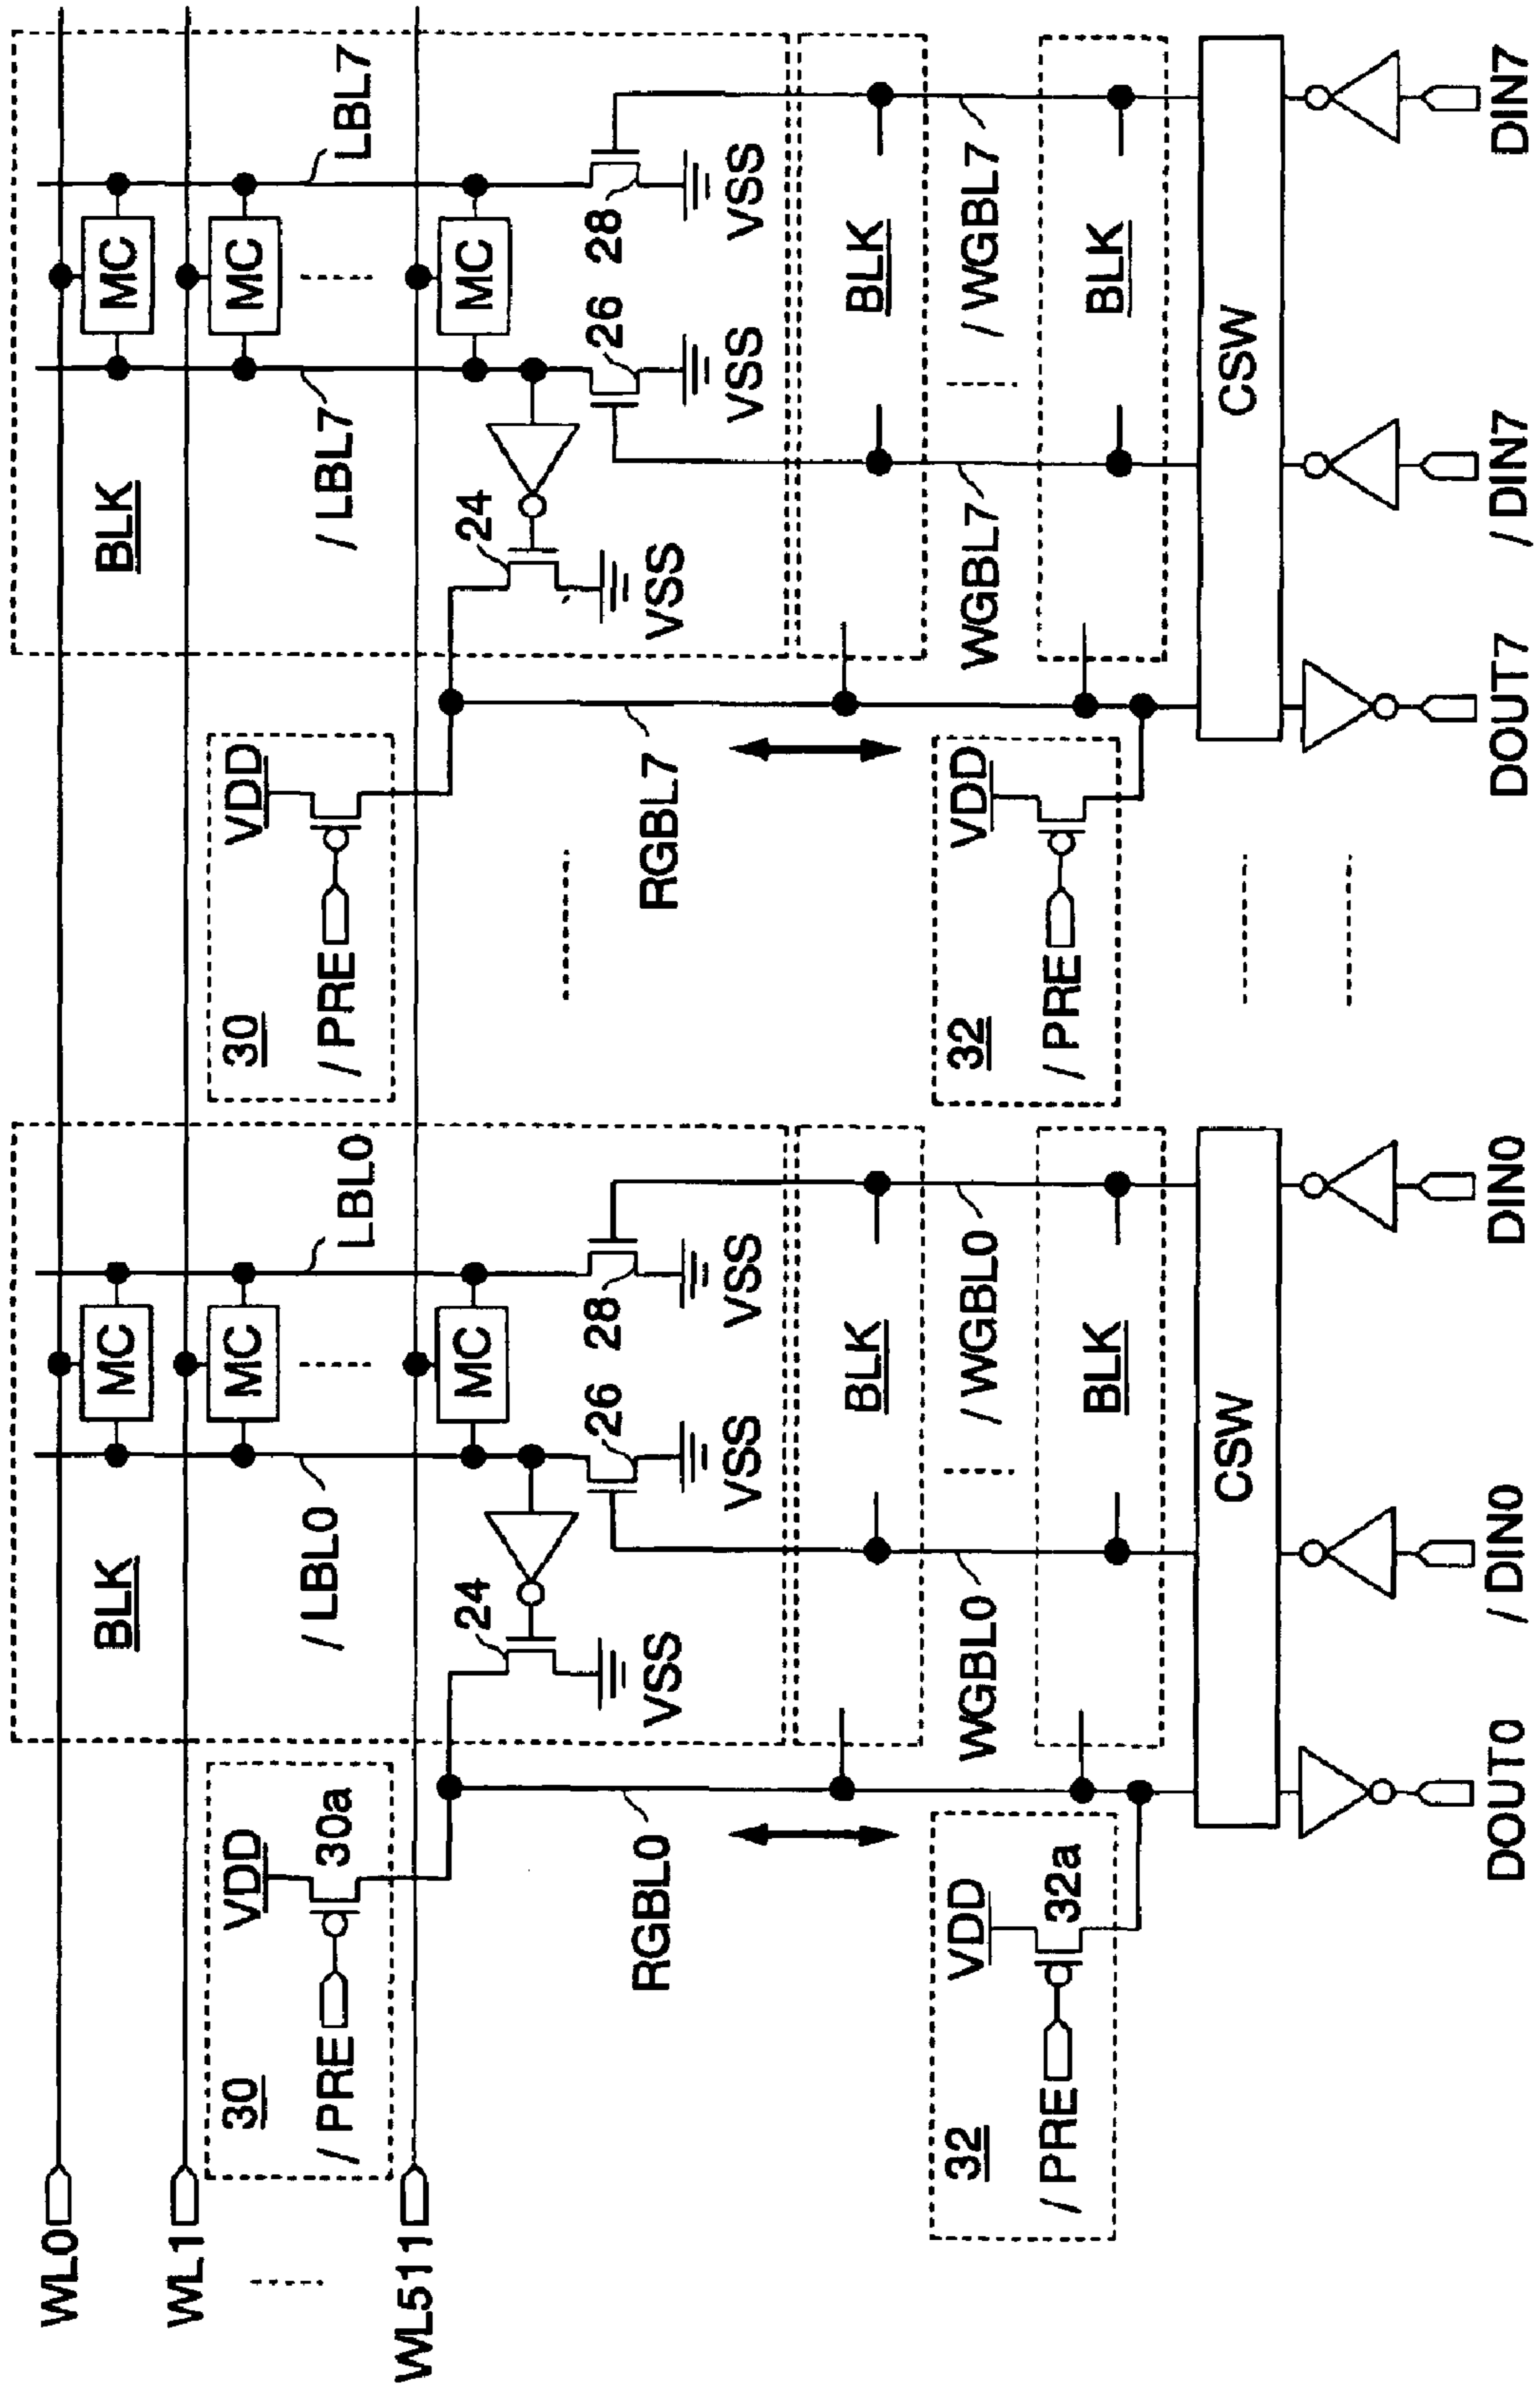 WL0
WL1
WL511
BLK
MC
MC
MC
/ LBL0
LBL0
30
/ PRE
VDD
30a
24
VSS
26
VSS
28
VSS
RGBL0
BLK
WGBL0
/ WGBL0
BLK
32
/ PRE
VDD
32a
CSW
DOUT0
/ DIN0
DIN0
BLK
MC
MC
MC
/ LBL7
LBL7
30
/ PRE
VDD
24
VSS
26
VSS
28
VSS
RGBL7
BLK
WGBL7
/ WGBL7
BLK
32
/ PRE
VDD
CSW
DOUT7
/ DIN7
DIN7